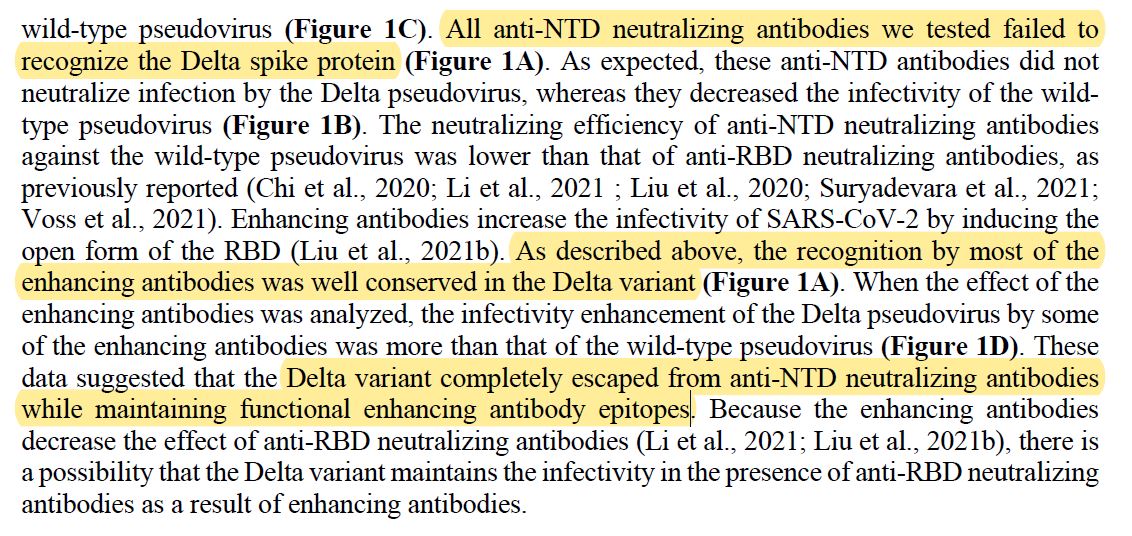 wild-type pseudovirus (Figure 1C). All anti-NTD neutralizing antibodies we tested failed to
recognize the Delta spike protein (Figure 1A). As expected, these anti-NTD antibodies did not
neutralize infection by the Delta pseudovirus, whereas they decreased the infectivity of the wild-
type pseudovirus (Figure 1B). The neutralizing efficiency of anti-NTD neutralizing antibodies
against the wild-type pseudovirus was lower than that of anti-RBD neutralizing antibodies, as
previously reported (Chi et al., 2020; Li et al., 2021 ; Liu et al., 2020; Suryadevara et al., 2021;
Voss et al., 2021). Enhancing antibodies increase the infectivity of SARS-CoV-2 by inducing the
open form of the RBD (Liu et al., 2021b). As described above, the recognition by most of the
enhancing antibodies was well conserved in the Delta variant (Figure 1A). When the effect of the
enhancing antibodies was analyzed, the infectivity enhancement of the Delta pseudovirus by some
of the enhancing antibodies was more than that of the wild-type pseudovirus (Figure 1D). These
data suggested that the Delta variant completely escaped from anti-NTD neutralizing antibodies
while maintaining functional enhancing antibody epitopes. Because the enhancing antibodies
decrease the effect of anti-RBD neutralizing antibodies (Li et al., 2021; Liu et al., 2021b), there is
a possibility that the Delta variant maintains the infectivity in the presence of anti-RBD neutralizing
antibodies as a result of enhancing antibodies.